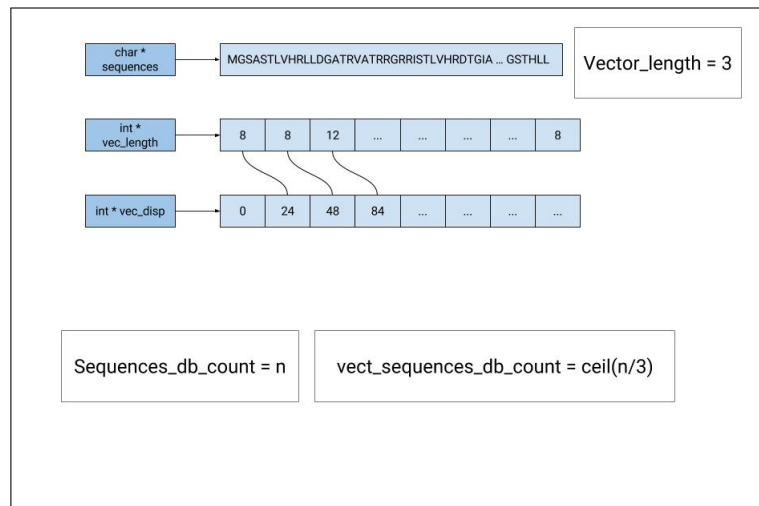 char *
sequences
MGSASTLVHRLLDGATRVATRRGRRISTLVHRDTGIA ... GSTHLL
Vector_length = 3
int *
vec_length
8 8 12 ... ... ... ... 8
int * vec_disp
0 24 48 84 ... ... ... ...
Sequences_db_count = n
vect_sequences_db_count = ceil(n/3)